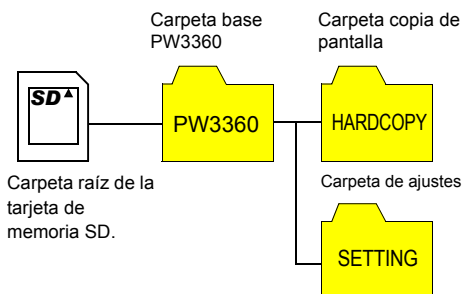 Carpeta base
PW3360
Carpeta copia de
pantalla
SD
PW3360
HARDCOPY
Carpeta raíz de la
tarjeta de
memoria SD.
Carpeta de ajustes
SETTING